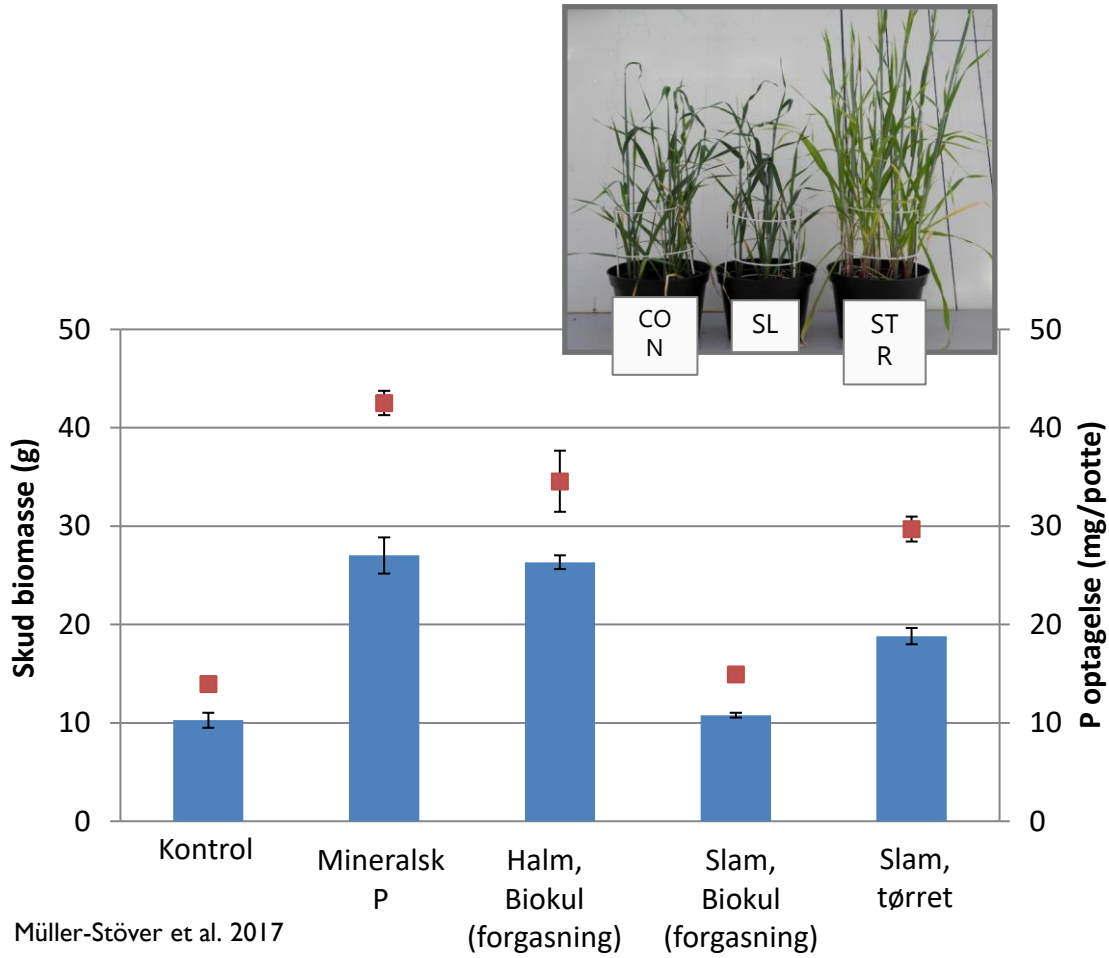 CO
N
SL
ST
R
50
40
30
20
10
0
Skud biomasse (g)
50
40
30
20
10
0
P optagelse (mg/potte)
Kontrol
Mineralsk
P
Halm,
Biokul
(forgasning)
Slam,
Biokul
(forgasning)
Slam,
tørret
Müller-Stöver et al. 2017